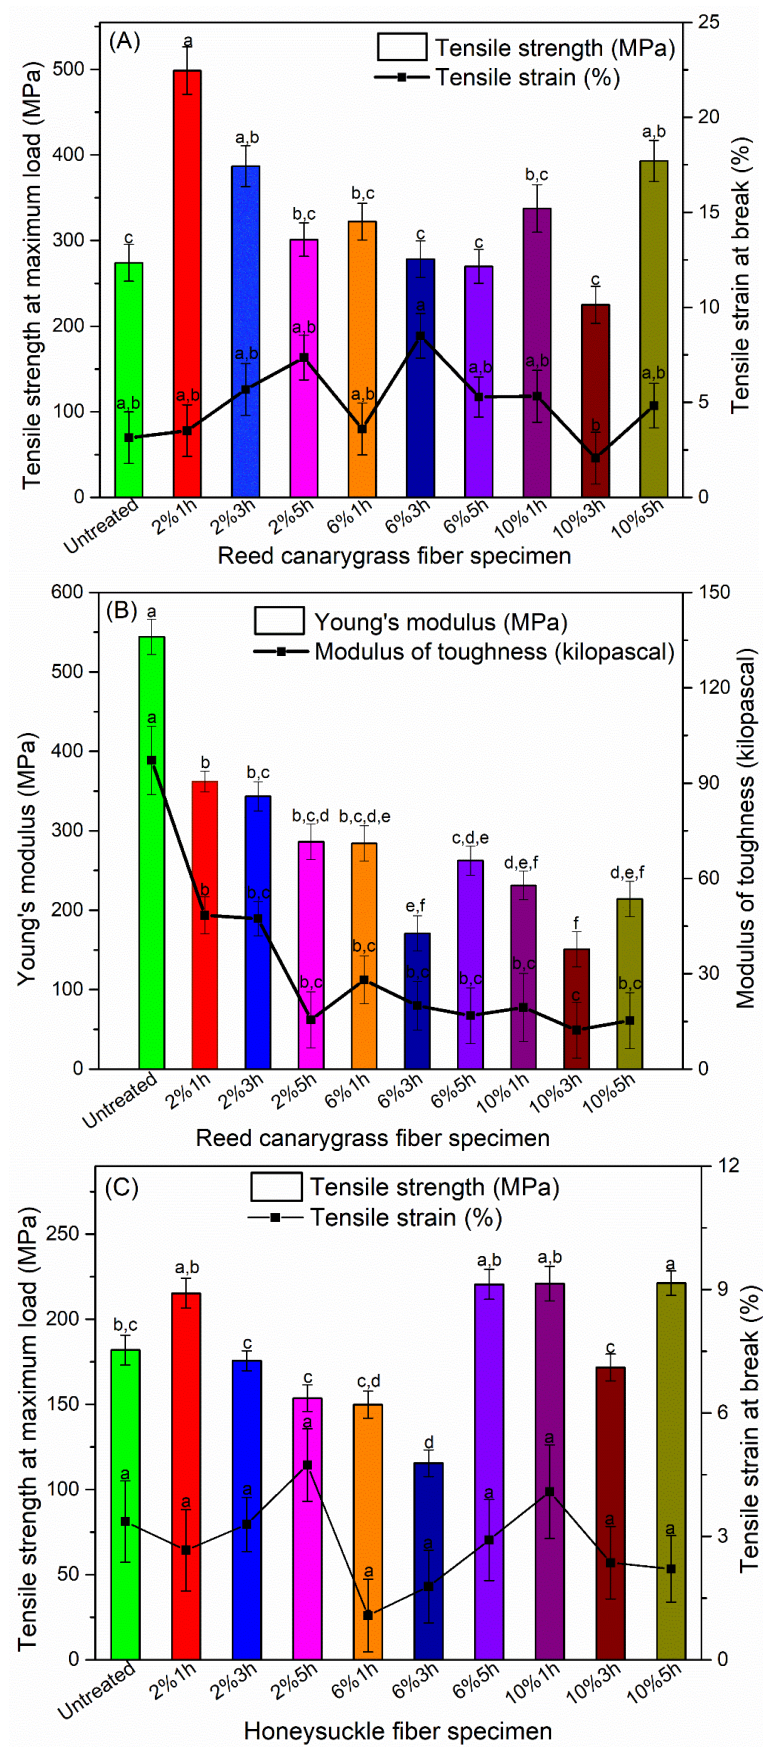 (A)
Tensile strength (MPa)
Tensile strain (%)
Tensile strength at maximum load (MPa)
500
400
300
200
100
0
Tensile strain at break (%)
25
20
15
10
5
0
c
a
a,b
b,c
b,c
c
c
b,c
c
a,b
a,b
a,b
a,b
a,b
a,b
a
a,b
a,b
b
a,b
Untreated
2%1h
2%3h
2%5h
6%1h
6%3h
6%5h
10%1h
10%3h
10%5h
Reed canarygrass fiber specimen
(B)
Young's modulus (MPa)
Modulus of toughness (kilopascal)
Young's modulus (MPa)
600
500
400
300
200
100
0
Modulus of toughness (kilopascal)
150
120
90
60
30
0
a
b
b,c
b,c,d
b,c,d,e
e,f
c,d,e
d,e,f
f
d,e,f
a
b
b,c
b,c
b,c
b,c
b,c
b,c
c
b,c
Untreated
2%1h
2%3h
2%5h
6%1h
6%3h
6%5h
10%1h
10%3h
10%5h
Reed canarygrass fiber specimen
(C)
Tensile strength (MPa)
Tensile strain (%)
Tensile strength at maximum load (MPa)
250
200
150
100
50
0
Tensile strain at break (%)
12
9
6
3
0
b,c
a,b
c
c
c,d
d
a,b
a,b
c
a
a
a
a
a
a
a
a
a
a
a
Untreated
2%1h
2%3h
2%5h
6%1h
6%3h
6%5h
10%1h
10%3h
10%5h
Honeysuckle fiber specimen